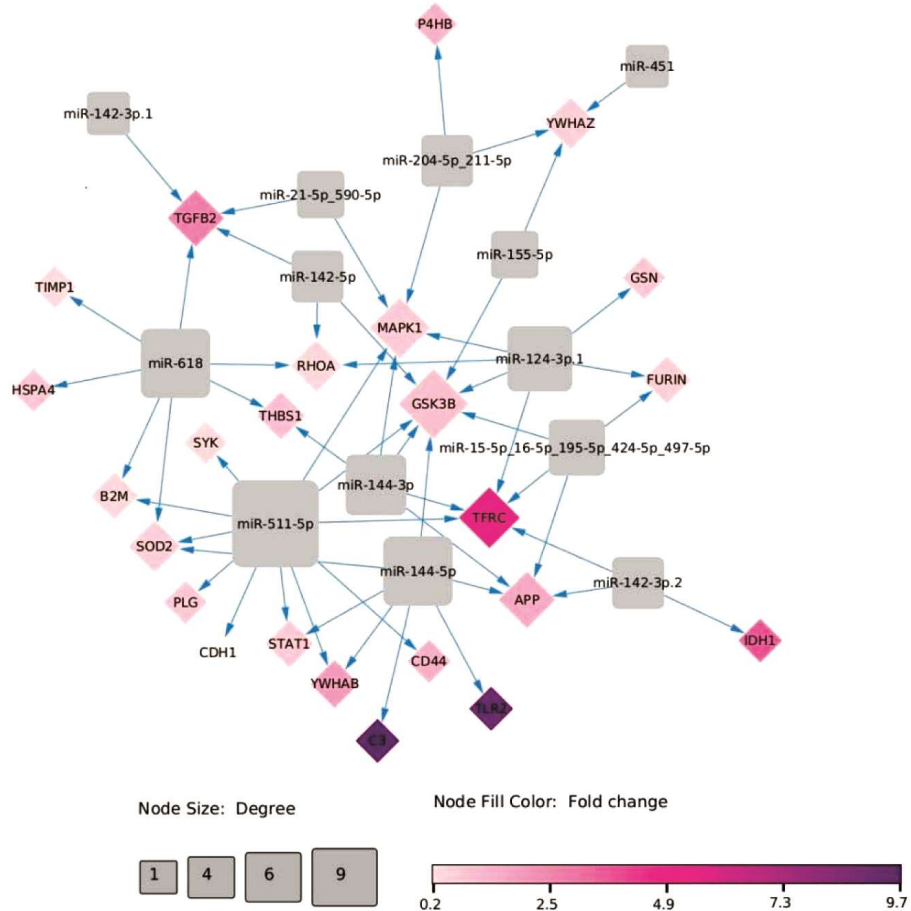 P4HB
miR-451
miR-142-3p.1
YWHAZ
miR-204-5p_211-5p
miR-21-5p_590-5p
TGFB2
miR-155-5p
miR-142-5p
GSN
TIMP1
MAPK1
miR-124-3p.1
miR-618
RHOA
FURIN
HSPA4
GSK3B
THBS1
SYK
miR-15-5p_16-5p_195-5p_424-5p_497-5p
miR-144-3p
B2M
TFRC
miR-511-5p
SOD2
miR-144-5p
miR-142-3p.2
PLG
APP
IDH1
STAT1
CDH1
CD44
YWHAB
TLR2
C3
Node Size: Degree
Node Fill Color: Fold change
1 4 6 9
0.2 2.5 4.9 7.3 9.7